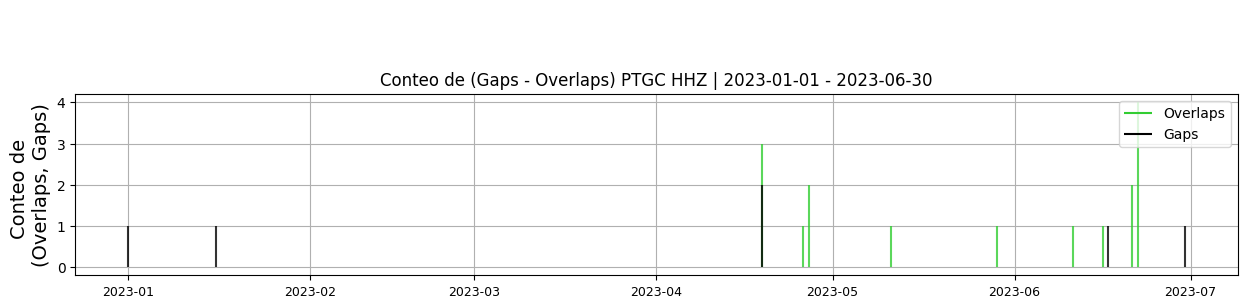 Conteo de (Gaps - Overlaps) PTGC HHZ | 2023-01-01 - 2023-06-30
Conteo de
(Overlaps, Gaps)
4
3
2
1
0
Overlaps
Gaps
2023-01
2023-02
2023-03
2023-04
2023-05
2023-06
2023-07